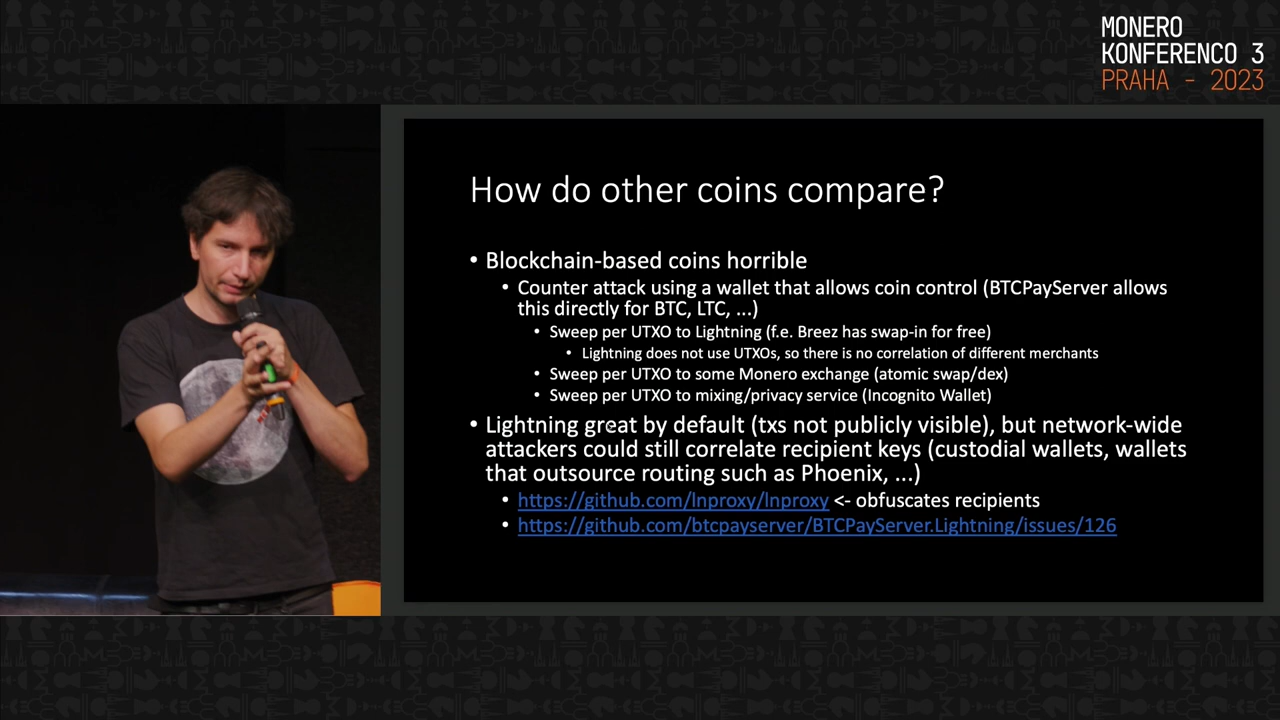 MONERO
KONFERENCO 3
PRAHA - 2023
How do other coins compare?
• Blockchain-based coins horrible
• Counter attack using a wallet that allows coin control (BTCPayServer allows
this directly for BTC, LTC, ...)
• Sweep per UTXO to Lightning (f.e. Breez has swap-in for free)
• Lightning does not use UTXOs, so there is no correlation of different merchants
• Sweep per UTXO to some Monero exchange (atomic swap/dex)
• Sweep per UTXO to mixing/privacy service (Incognito Wallet)
• Lightning great by default (txs not publicly visible), but network-wide
attackers could still correlate recipient keys (custodial wallets, wallets
that outsource routing such as Phoenix, ...)
• https://github.com/lnproxy/lnproxy <- obfuscates recipients
• https://github.com/btcpayserver/BTCPayServer.Lightning/issues/126